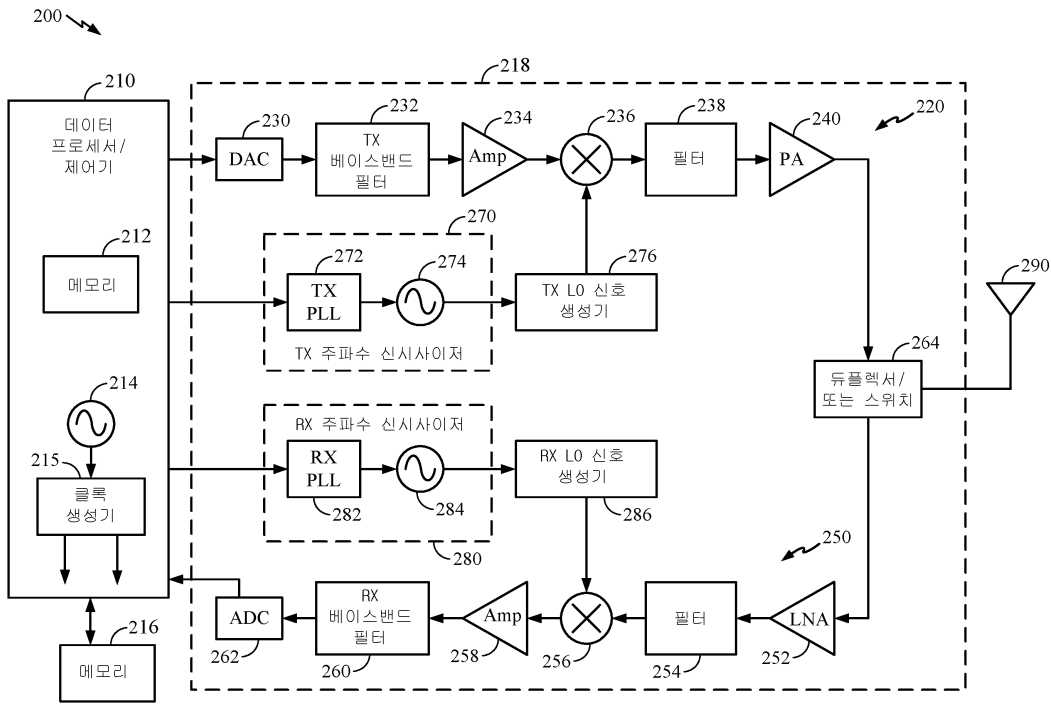 200
210
218
데이터
프로세서/
제어기
230
DAC
232
TX
베이스밴드
필터
234
Amp
236
238
필터
240
PA
220
212
메모리
270
272
TX
PLL
274
TX 주파수 신시사이저
276
TX LO 신호
생성기
290
264
듀플렉서/
또는 스위치
214
215
클록
생성기
RX 주파수 신시사이저
RX
PLL
282
284
280
RX LO 신호
생성기
286
250
ADC
262
RX
베이스밴드
필터
260
Amp
258
256
필터
254
LNA
252
216
메모리